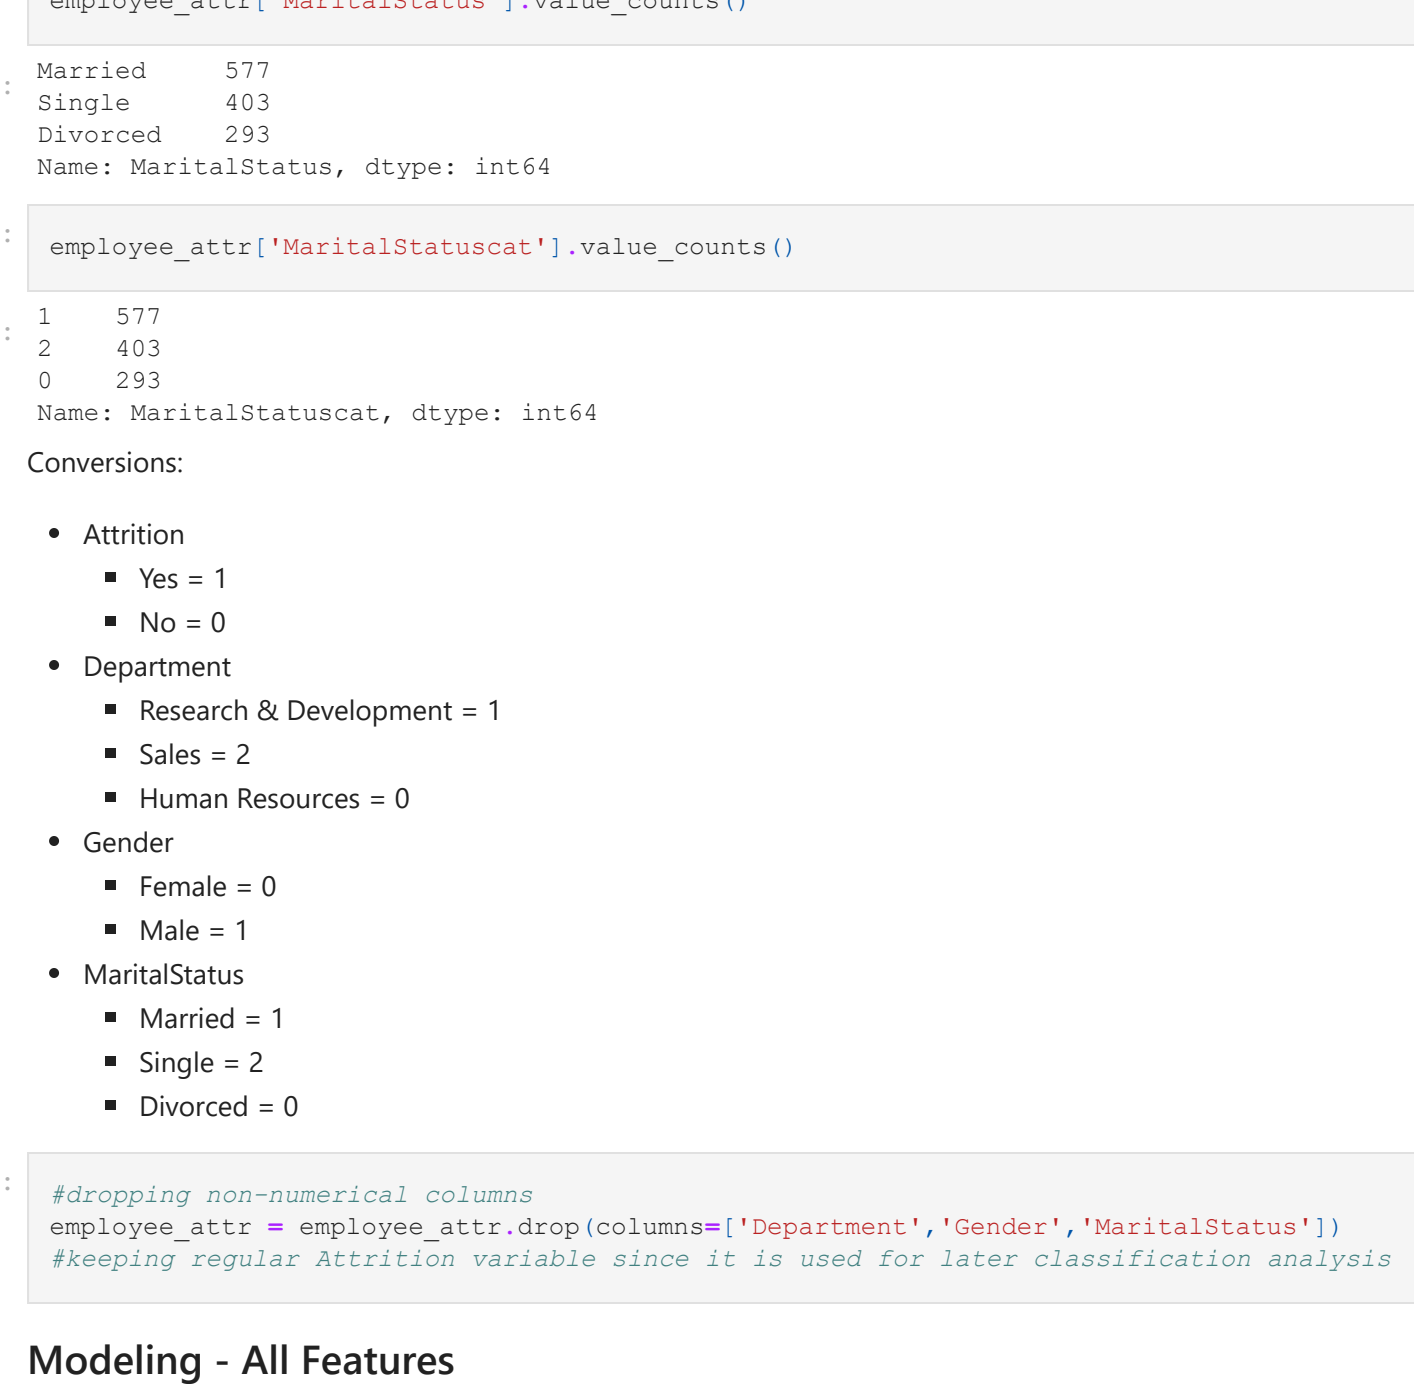 employee_attr['MaritalStatus'].value_counts()
:
Married     577
Single      403
Divorced    293
Name: MaritalStatus, dtype: int64
:
employee_attr['MaritalStatuscat'].value_counts()
:
1    577
2    403
0    293
Name: MaritalStatuscat, dtype: int64
Conversions:
• Attrition
▪ Yes = 1
▪ No = 0
• Department
▪ Research & Development = 1
▪ Sales = 2
▪ Human Resources = 0
• Gender
▪ Female = 0
▪ Male = 1
• MaritalStatus
▪ Married = 1
▪ Single = 2
▪ Divorced = 0
:
#dropping non-numerical columns
employee_attr = employee_attr.drop(columns=['Department','Gender','MaritalStatus'])
#keeping regular Attrition variable since it is used for later classification analysis
Modeling - All Features